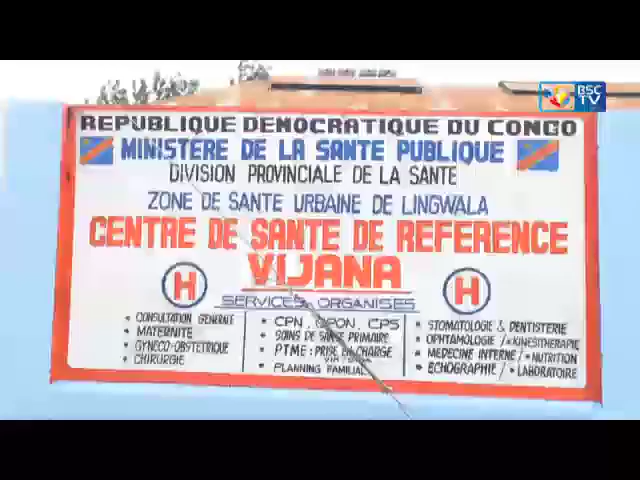 BSC
TV
REPUBLIQUE DEMOCRATIQUE DU CONGO
MINISTERE DE LA SANTE PUBLIQUE
DIVISION PROVINCIALE DE LA SANTE
ZONE DE SANTE URBAINE DE LINGWALA
CENTRE DE SANTE DE REFERENCE
VIJANA
H
H
SERVICES ORGANISES
• CONSULTATION GENERALE
• MATERNITE
• GYNECO-OBSTETRIQUE
• CHIRURGIE
• CPN, CPON, CPS
• SOINS DE SANTE PRIMAIRE
• PTME: PRISE EN CHARGE
• PLANNING FAMILIAL
• STOMATOLOGIE & DENTISTERIE
• OPHTAMOLOGIE / • KINESITHERAPIE
• MEDECINE INTERNE / • NUTRITION
• ECHOGRAPHIE / • LABORATOIRE